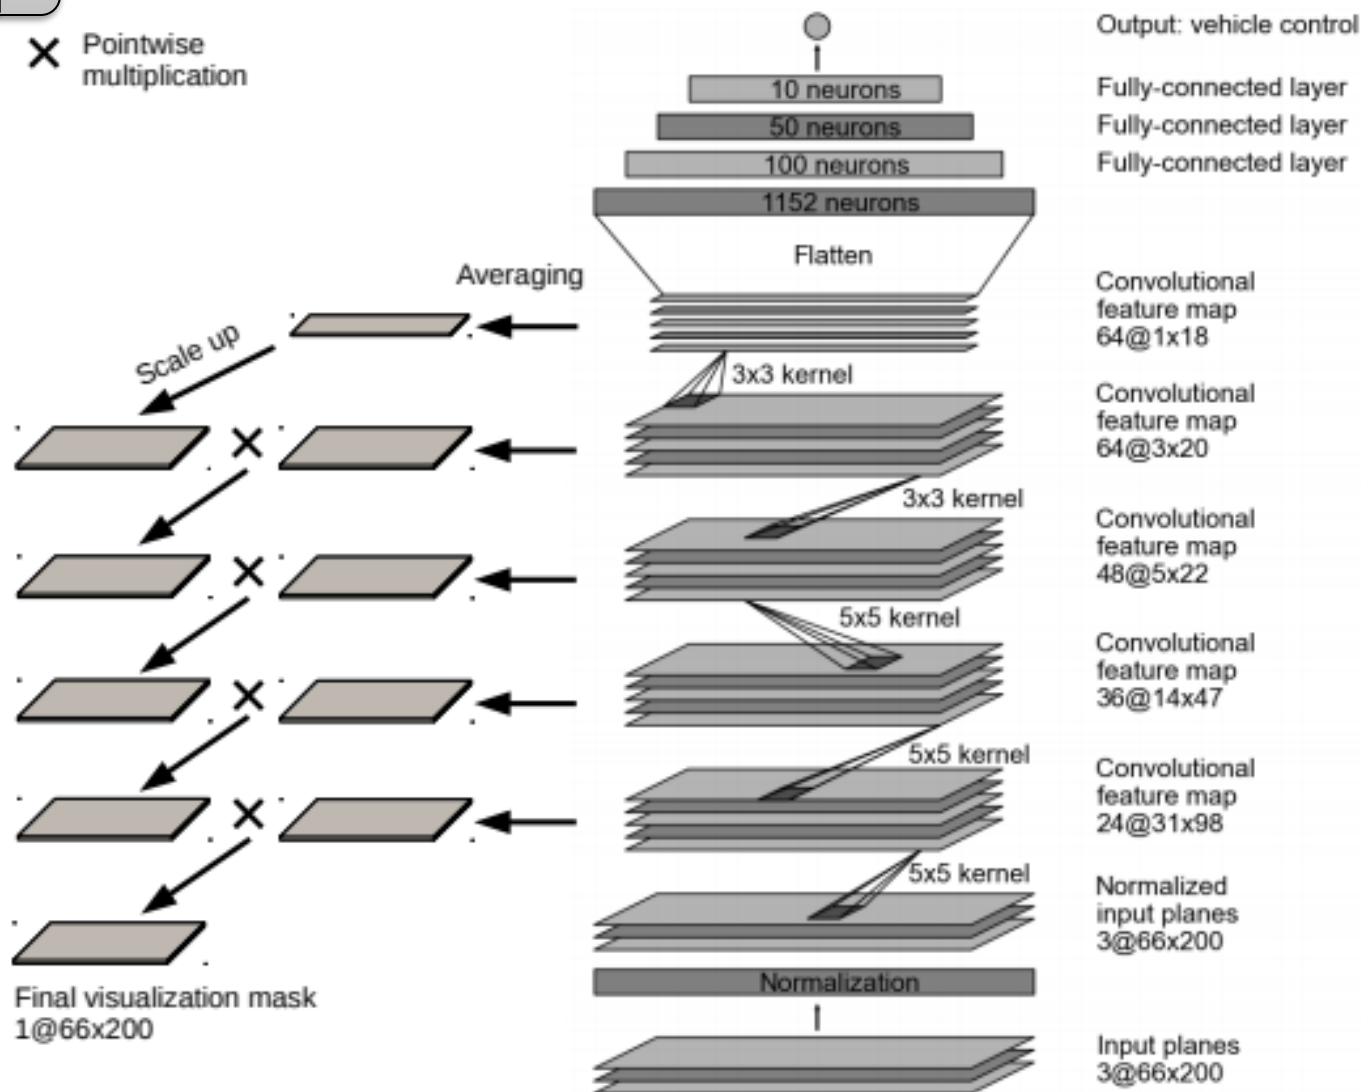 Pointwise
multiplication
Output: vehicle control
10 neurons
Fully-connected layer
50 neurons
Fully-connected layer
100 neurons
Fully-connected layer
1152 neurons
Flatten
Averaging
Convolutional
feature map
64@1x18
Scale up
3x3 kernel
Convolutional
feature map
64@3x20
3x3 kernel
Convolutional
feature map
48@5x22
5x5 kernel
Convolutional
feature map
36@14x47
5x5 kernel
Convolutional
feature map
24@31x98
5x5 kernel
Normalized
input planes
3@66x200
Normalization
Final visualization mask
1@66x200
Input planes
3@66x200